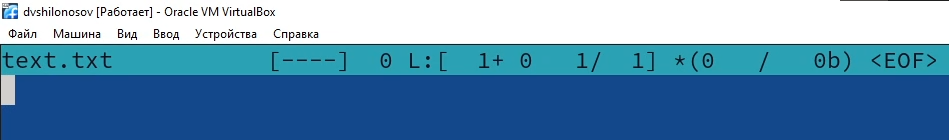 dvshilonosov [Работает] - Oracle VM VirtualBox
Файл Машина Вид Ввод Устройства Справка
text.txt [----] 0 L:[ 1+ 0 1/ 1] *(0 / 0b) <EOF>